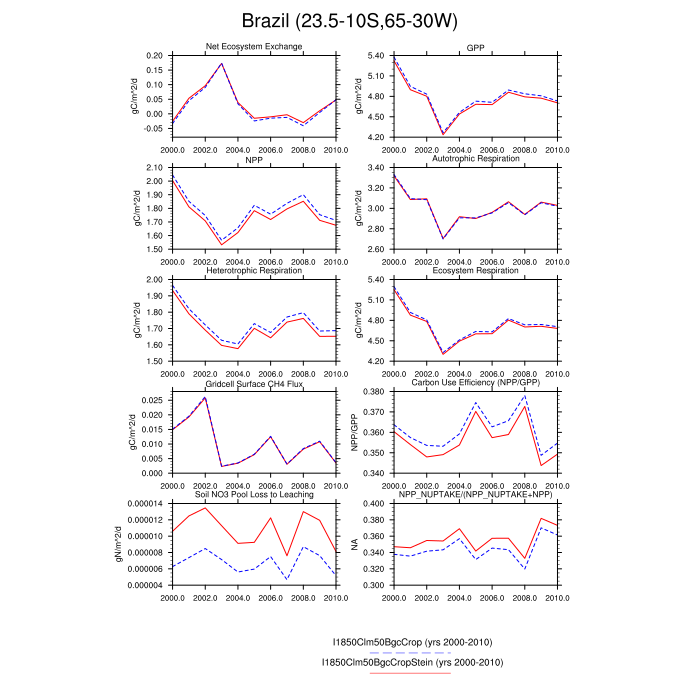 Brazil (23.5-10S,65-30W)
Net Ecosystem Exchange
GPP
gC/m^2/d
0.20
0.15
0.10
0.05
0.00
-0.05
2000.0 2002.0 2004.0 2006.0 2008.0 2010.0
gC/m^2/d
5.40
5.10
4.80
4.50
4.20
2000.0 2002.0 2004.0 2006.0 2008.0 2010.0
NPP
Autotrophic Respiration
gC/m^2/d
2.10
2.00
1.90
1.80
1.70
1.60
1.50
2000.0 2002.0 2004.0 2006.0 2008.0 2010.0
gC/m^2/d
3.40
3.20
3.00
2.80
2.60
2000.0 2002.0 2004.0 2006.0 2008.0 2010.0
Heterotrophic Respiration
Ecosystem Respiration
gC/m^2/d
2.00
1.90
1.80
1.70
1.60
1.50
2000.0 2002.0 2004.0 2006.0 2008.0 2010.0
gC/m^2/d
5.40
5.10
4.80
4.50
4.20
2000.0 2002.0 2004.0 2006.0 2008.0 2010.0
Gridcell Surface CH4 Flux
Carbon Use Efficiency (NPP/GPP)
gC/m^2/d
0.025
0.020
0.015
0.010
0.005
0.000
2000.0 2002.0 2004.0 2006.0 2008.0 2010.0
NPP/GPP
0.380
0.370
0.360
0.350
0.340
2000.0 2002.0 2004.0 2006.0 2008.0 2010.0
Soil NO3 Pool Loss to Leaching
NPP_NUPTAKE/(NPP_NUPTAKE+NPP)
gN/m^2/d
0.000014
0.000012
0.000010
0.000008
0.000006
0.000004
2000.0 2002.0 2004.0 2006.0 2008.0 2010.0
NA
0.400
0.380
0.360
0.340
0.320
0.300
2000.0 2002.0 2004.0 2006.0 2008.0 2010.0
I1850Clm50BgcCrop (yrs 2000-2010)
I1850Clm50BgcCropStein (yrs 2000-2010)